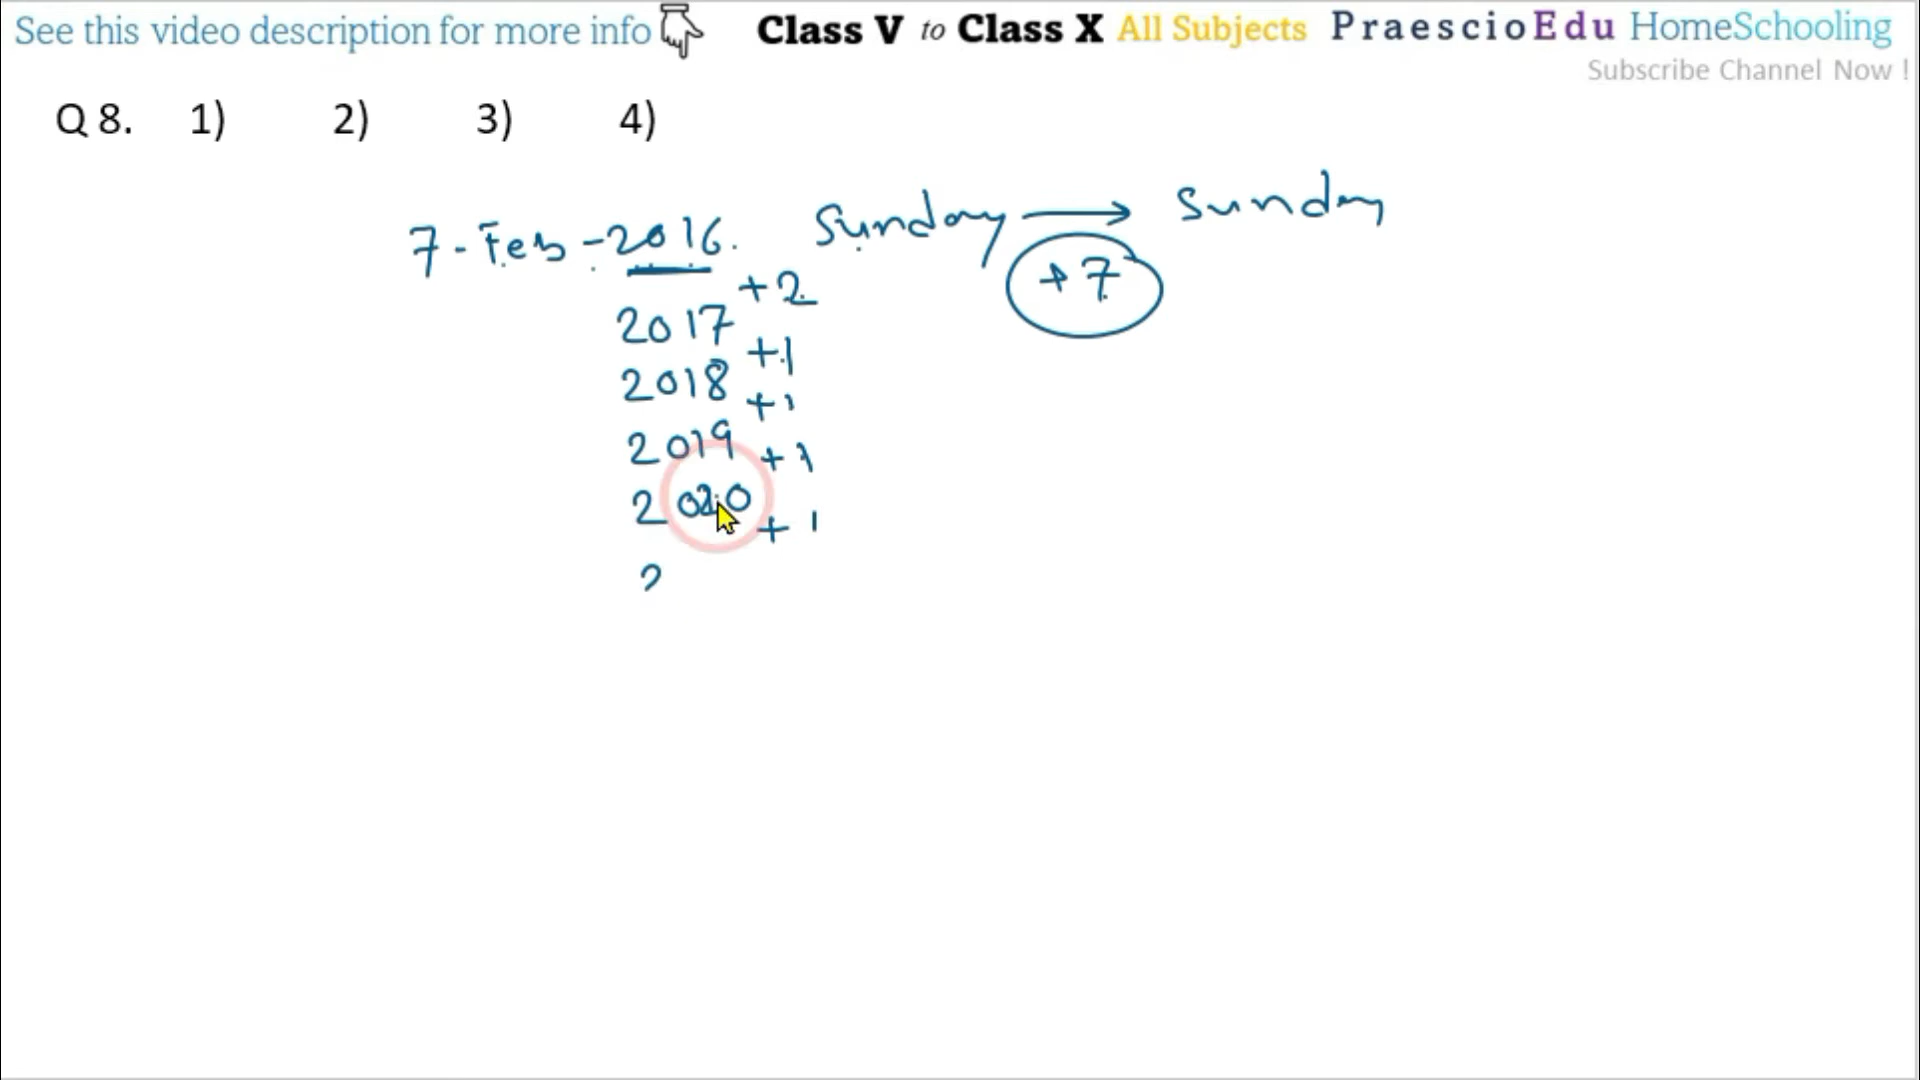 See this video description for more info Class V to Class X All Subjects PraescioEdu HomeSchooling
Subscribe Channel Now !
Q 8. 1) 2) 3) 4)
7-Feb-2016. Sunday → Sunday
+2 +7
2017
+1
2018
+1
2019
+1
2020
+1
2